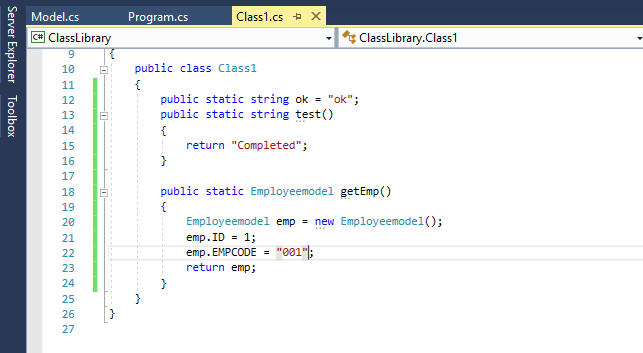 Server Explorer
Toolbox
Model.cs Program.cs Class1.cs
C# ClassLibrary ClassLibrary.Class1
9 {
10 public class Class1
11 {
12 public static string ok = "ok";
13 public static string test()
14 {
15 return "Completed";
16 }
17
18 public static Employeemodel getEmp()
19 {
20 Employeemodel emp = new Employeemodel();
21 emp.ID = 1;
22 emp.EMPCODE = "001";
23 return emp;
24 }
25 }
26 }
27